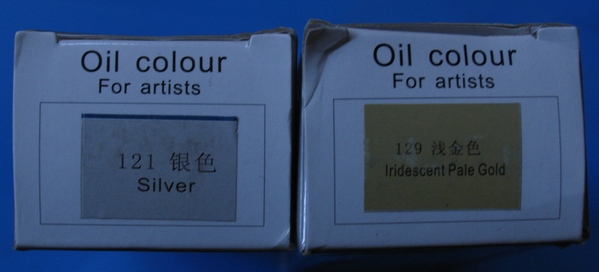 Oil colour
For artists
121 银色
Silver
Oil colour
For artists
129 浅金色
Iridescent Pale Gold